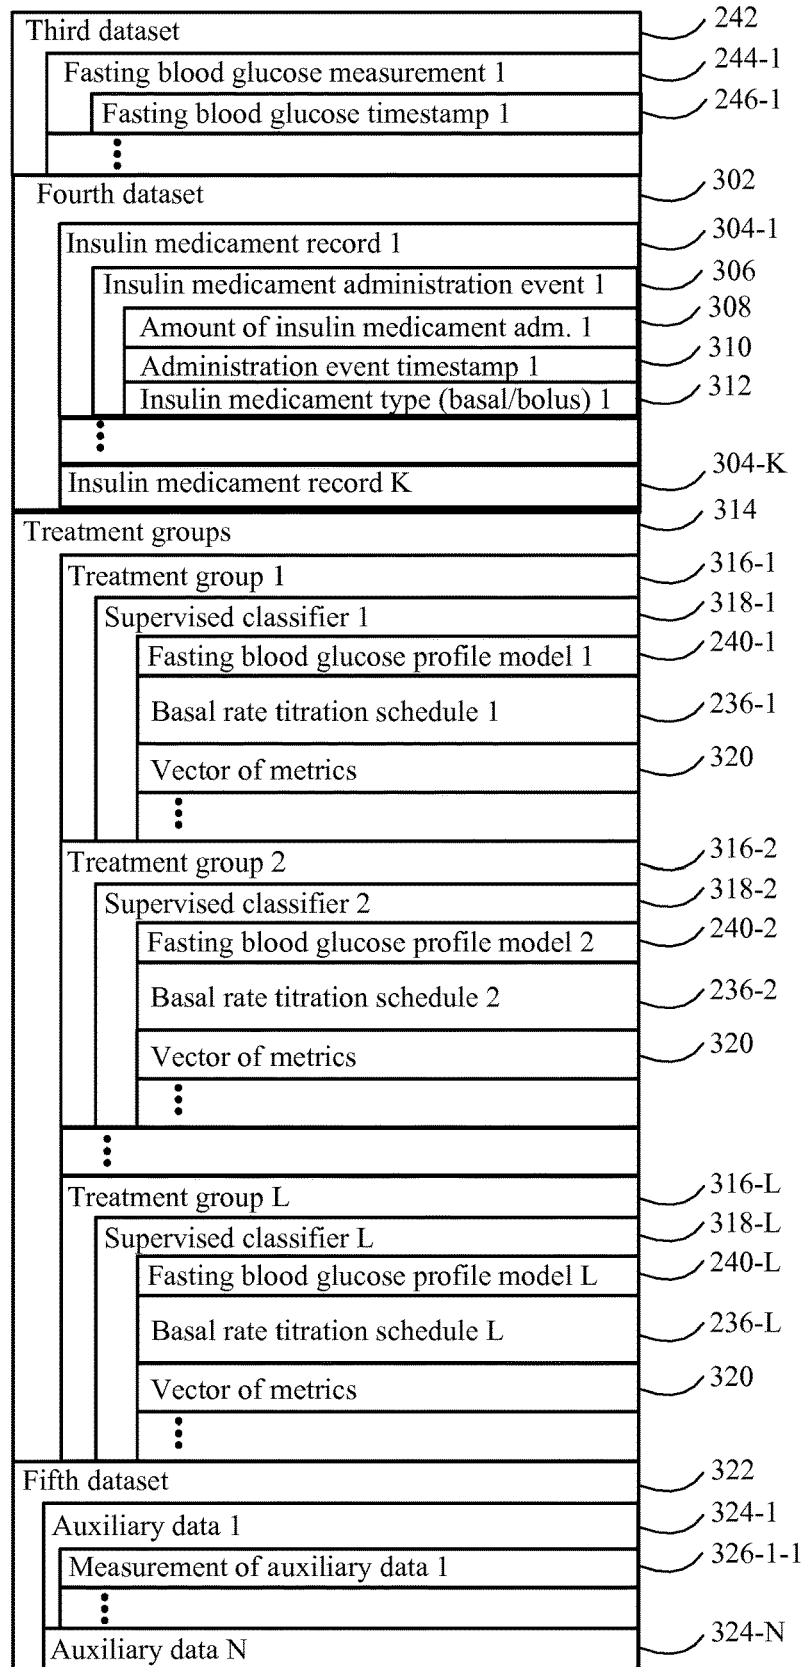 Third dataset 242
Fasting blood glucose measurement 1 244-1
Fasting blood glucose timestamp 1 246-1
Fourth dataset 302
Insulin medicament record 1 304-1
Insulin medicament administration event 1 306
Amount of insulin medicament adm. 1 308
Administration event timestamp 1 310
Insulin medicament type (basal/bolus) 1 312
Insulin medicament record K 304-K
Treatment groups 314
Treatment group 1 316-1
Supervised classifier 1 318-1
Fasting blood glucose profile model 1 240-1
Basal rate titration schedule 1 236-1
Vector of metrics 320
Treatment group 2 316-2
Supervised classifier 2 318-2
Fasting blood glucose profile model 2 240-2
Basal rate titration schedule 2 236-2
Vector of metrics 320
Treatment group L 316-L
Supervised classifier L 318-L
Fasting blood glucose profile model L 240-L
Basal rate titration schedule L 236-L
Vector of metrics 320
Fifth dataset 322
Auxiliary data 1 324-1
Measurement of auxiliary data 1 326-1-1
Auxiliary data N 324-N